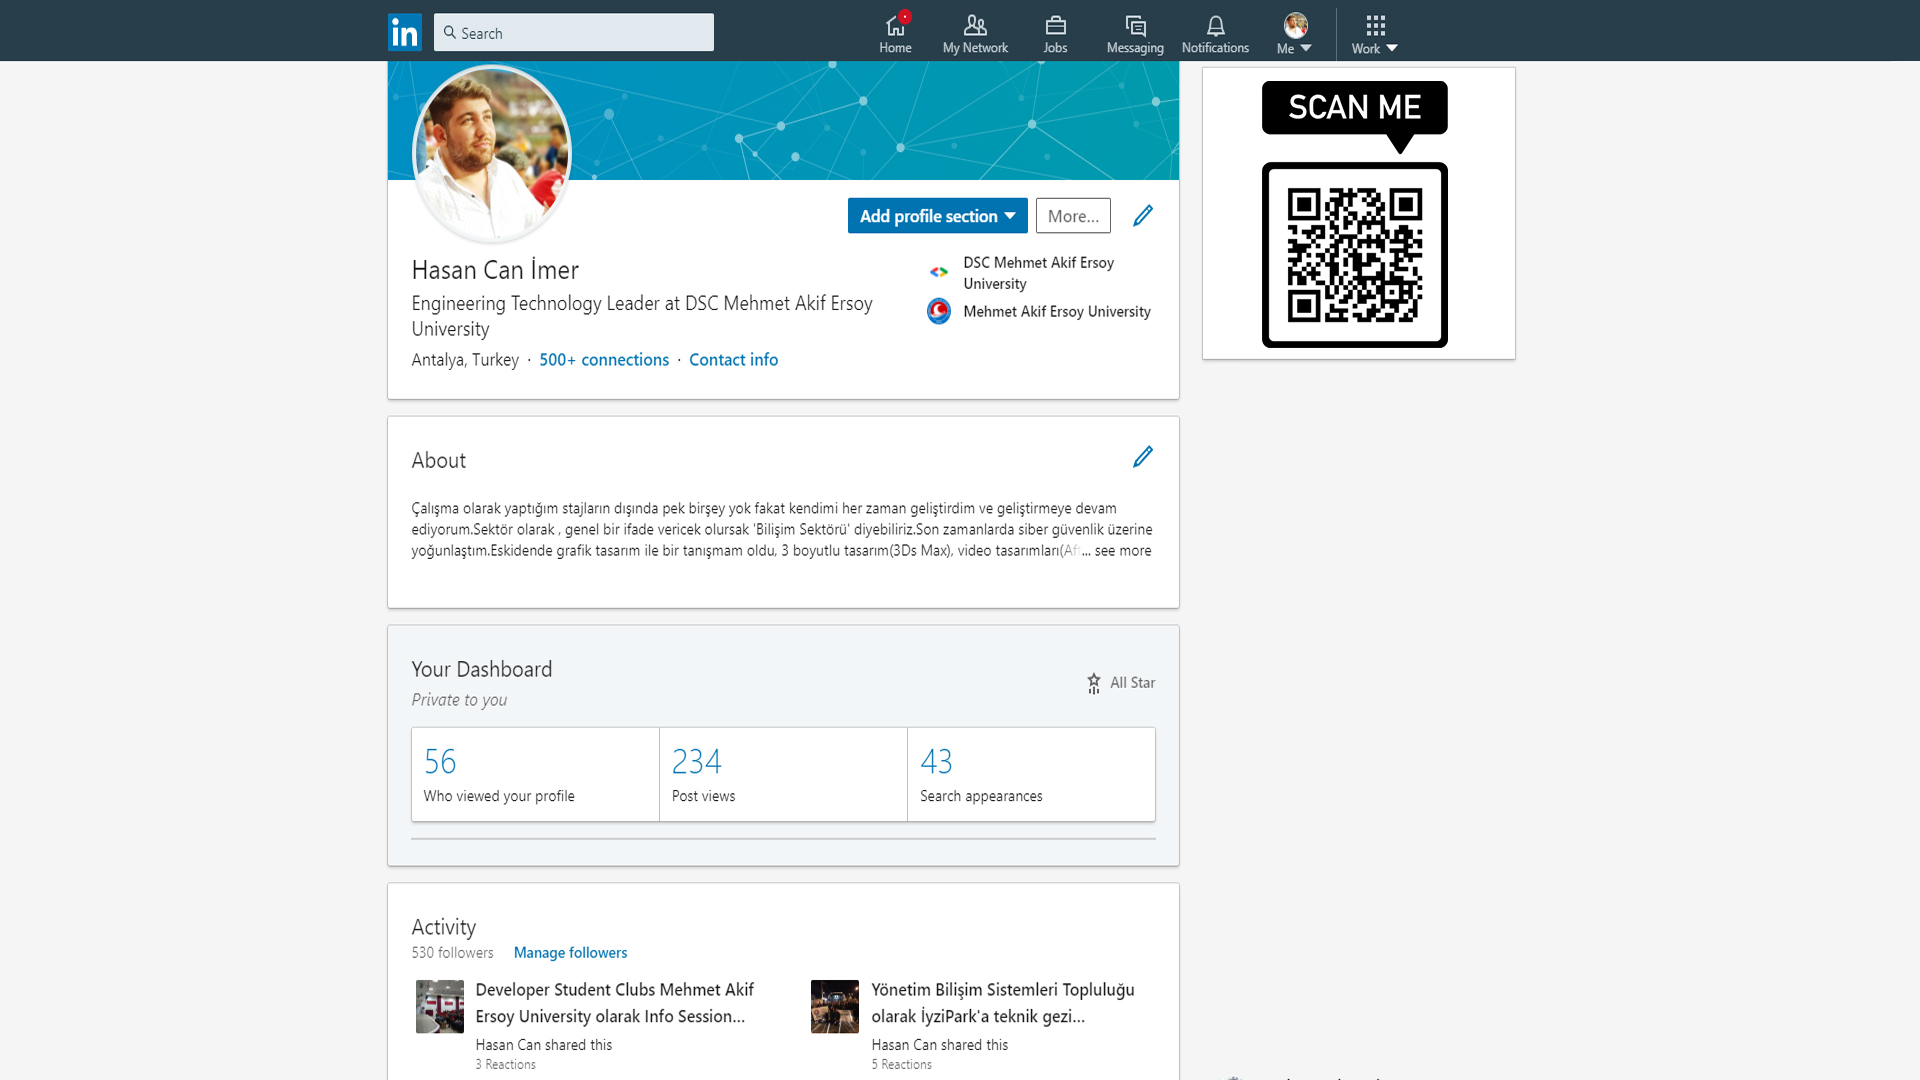 in
Search
Home
My Network
Jobs
Messaging
Notifications
Me
Work
SCAN ME
Add profile section
More...
Hasan Can İmer
Engineering Technology Leader at DSC Mehmet Akif Ersoy
University
Antalya, Turkey · 500+ connections · Contact info
DSC Mehmet Akif Ersoy
University
Mehmet Akif Ersoy University
About
Çalışma olarak yaptığım stajların dışında pek birşey yok fakat kendimi her zaman geliştirdim ve geliştirmeye devam
ediyorum.Sektör olarak , genel bir ifade vericek olursak 'Bilişim Sektörü' diyebiliriz.Son zamanlarda siber güvenlik üzerine
yoğunlaştım.Eskidende grafik tasarım ile bir tanışmam oldu, 3 boyutlu tasarım(3Ds Max), video tasarımları(Af... see more
Your Dashboard
Private to you
All Star
56
Who viewed your profile
234
Post views
43
Search appearances
Activity
530 followers
Manage followers
Developer Student Clubs Mehmet Akif
Ersoy University olarak Info Session...
Hasan Can shared this
3 Reactions
Yönetim Bilişim Sistemleri Topluluğu
olarak İyziPark'a teknik gezi...
Hasan Can shared this
5 Reactions